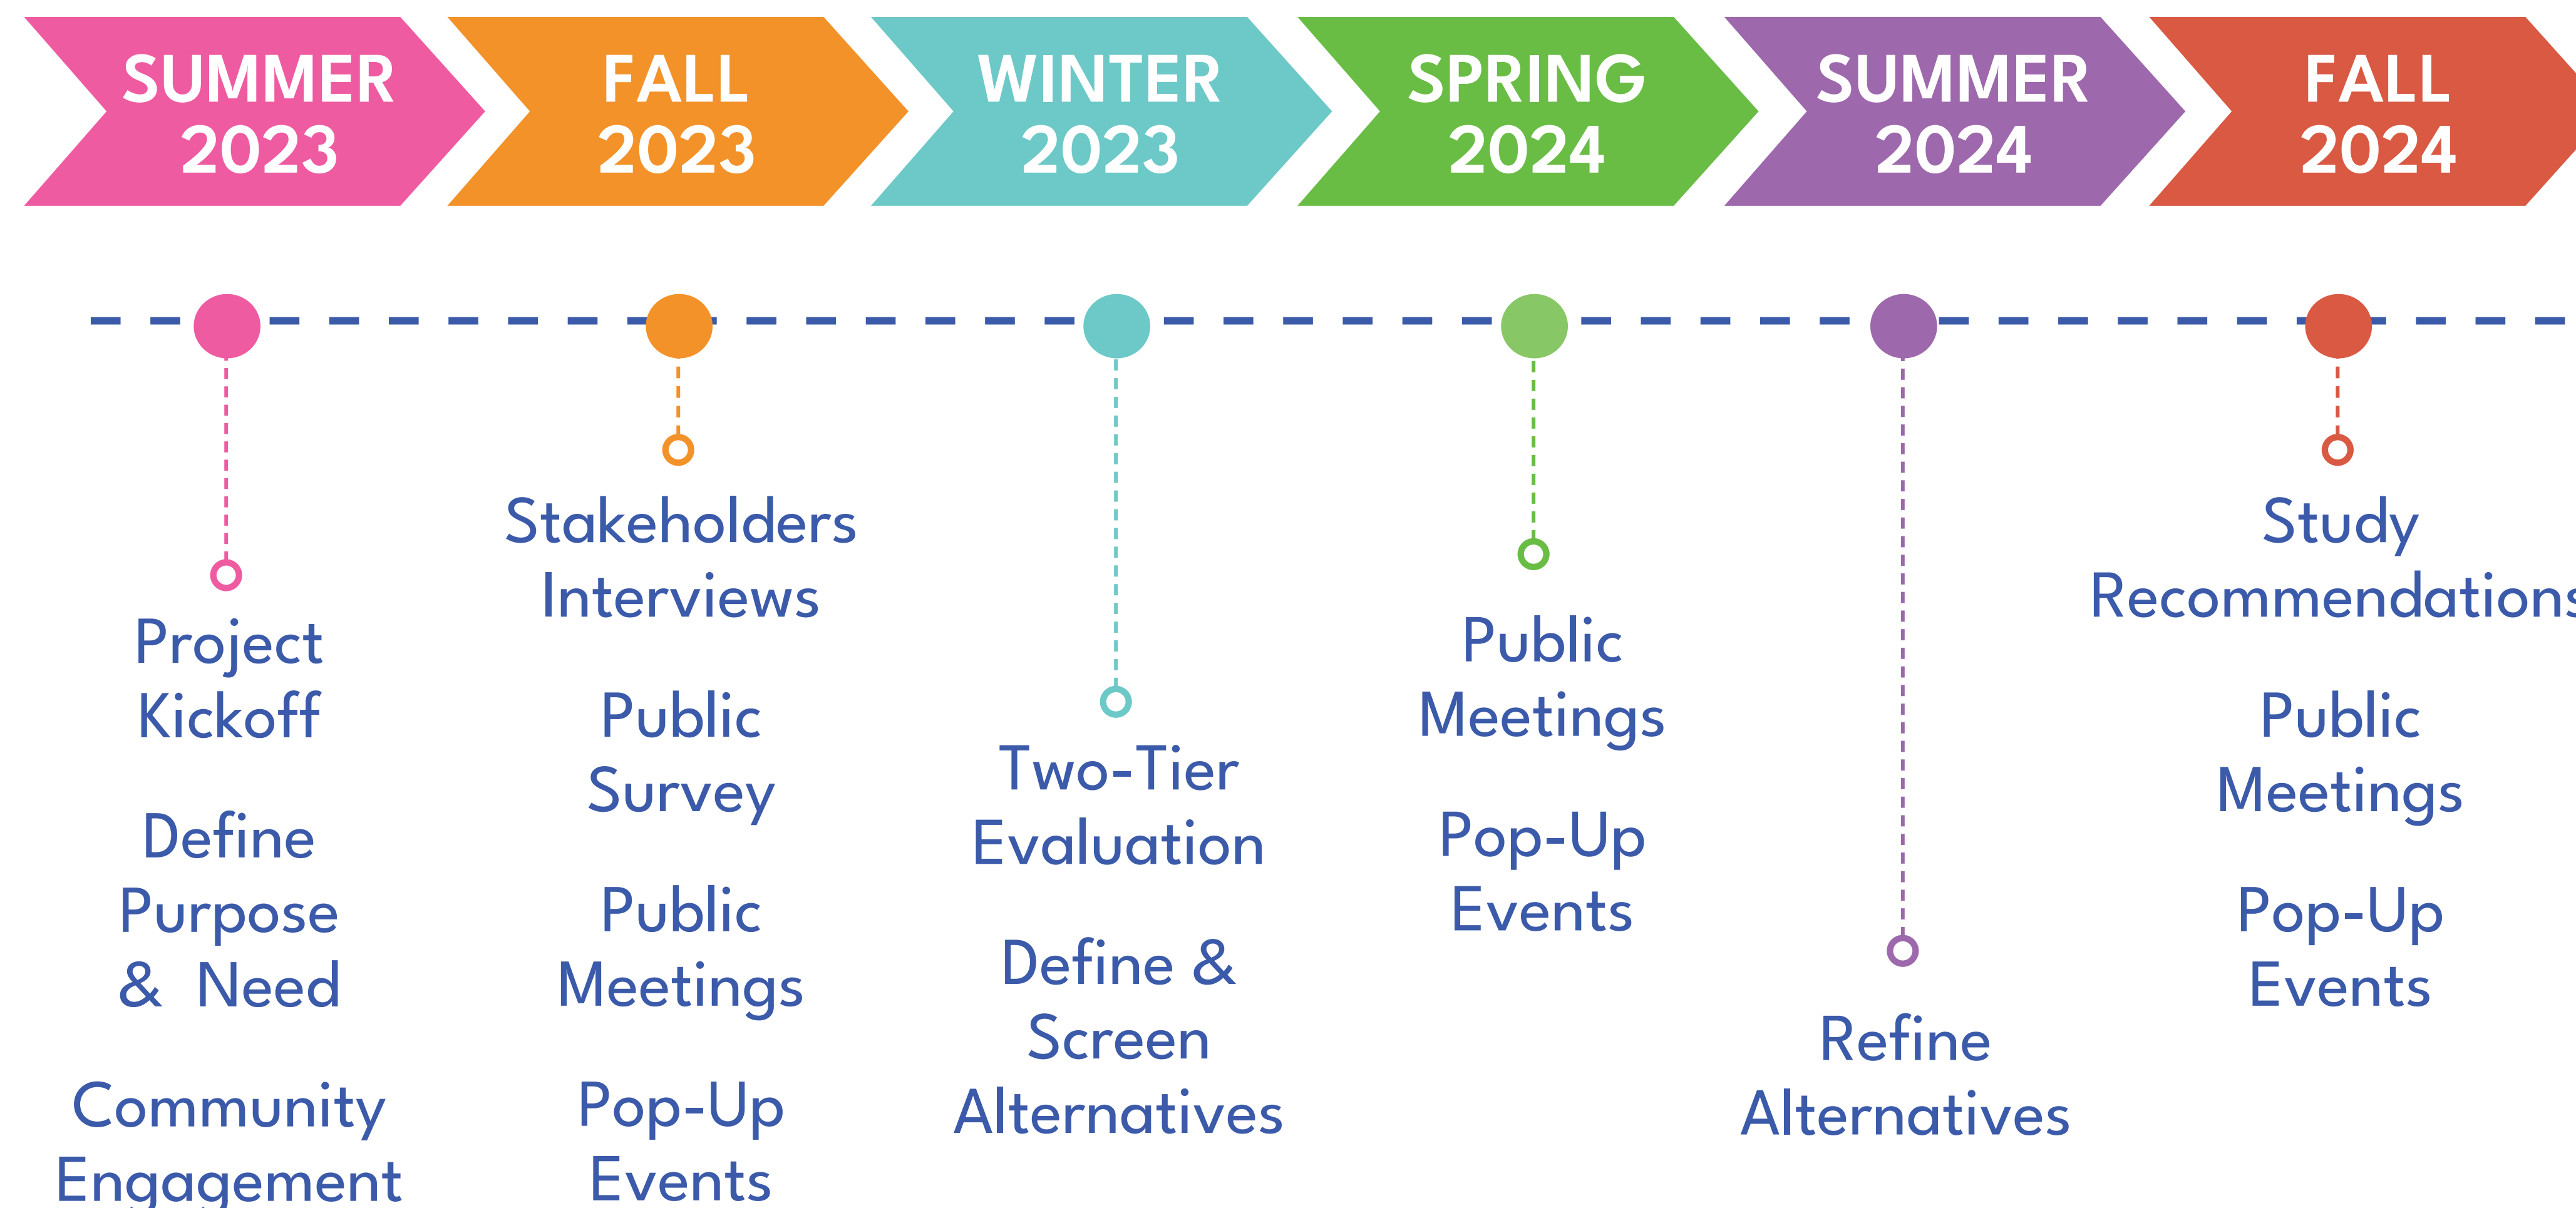 SUMMER
2023
FALL
2023
WINTER
2023
SPRING
2024
SUMMER
2024
FALL
2024
Project
Kickoff
Define
Purpose
& Need
Community
Engagement
Stakeholders
Interviews
Public
Survey
Public
Meetings
Pop-Up
Events
Two-Tier
Evaluation
Define &
Screen
Alternatives
Public
Meetings
Pop-Up
Events
Refine
Alternatives
Study
Recommendations
Public
Meetings
Pop-Up
Events